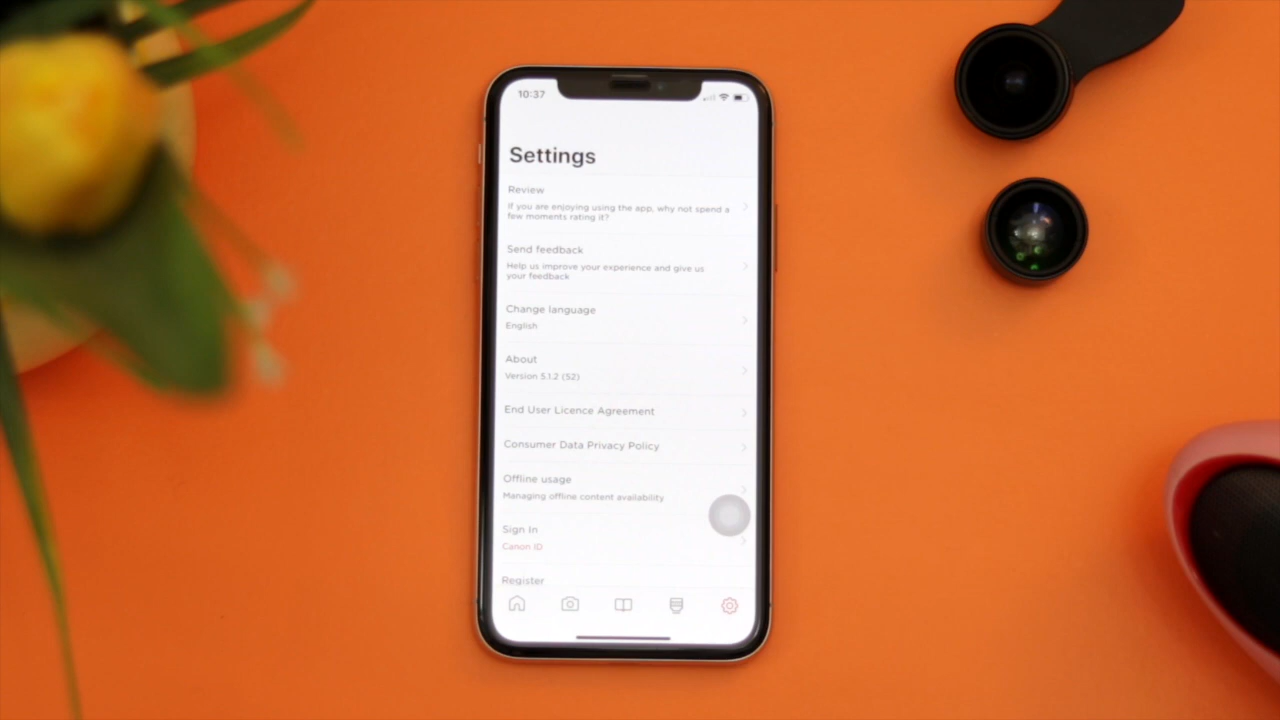 10:37
Settings
Review
If you are enjoying using the app, why not spend a
few moments rating it?
Send feedback
Help us improve your experience and give us
your feedback
Change language
English
About
Version 5.1.2 (52)
End User Licence Agreement
Consumer Data Privacy Policy
Offline usage
Managing offline content availability
Sign In
Canon ID
Register